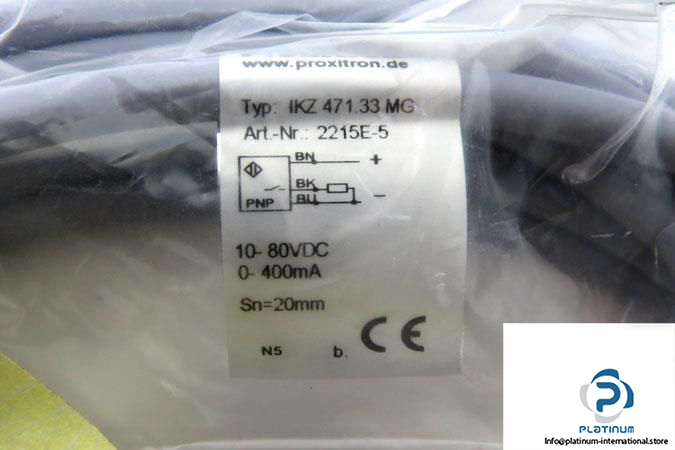 www.proxitron.de
Typ: IKZ 471.33 MG
Art.-Nr.: 2215E-5
BN +
BK
PNP BU -
10- 80VDC
0- 400mA
Sn=20mm
N5 b. CE
PLATINUM
Info@platinum-international.store